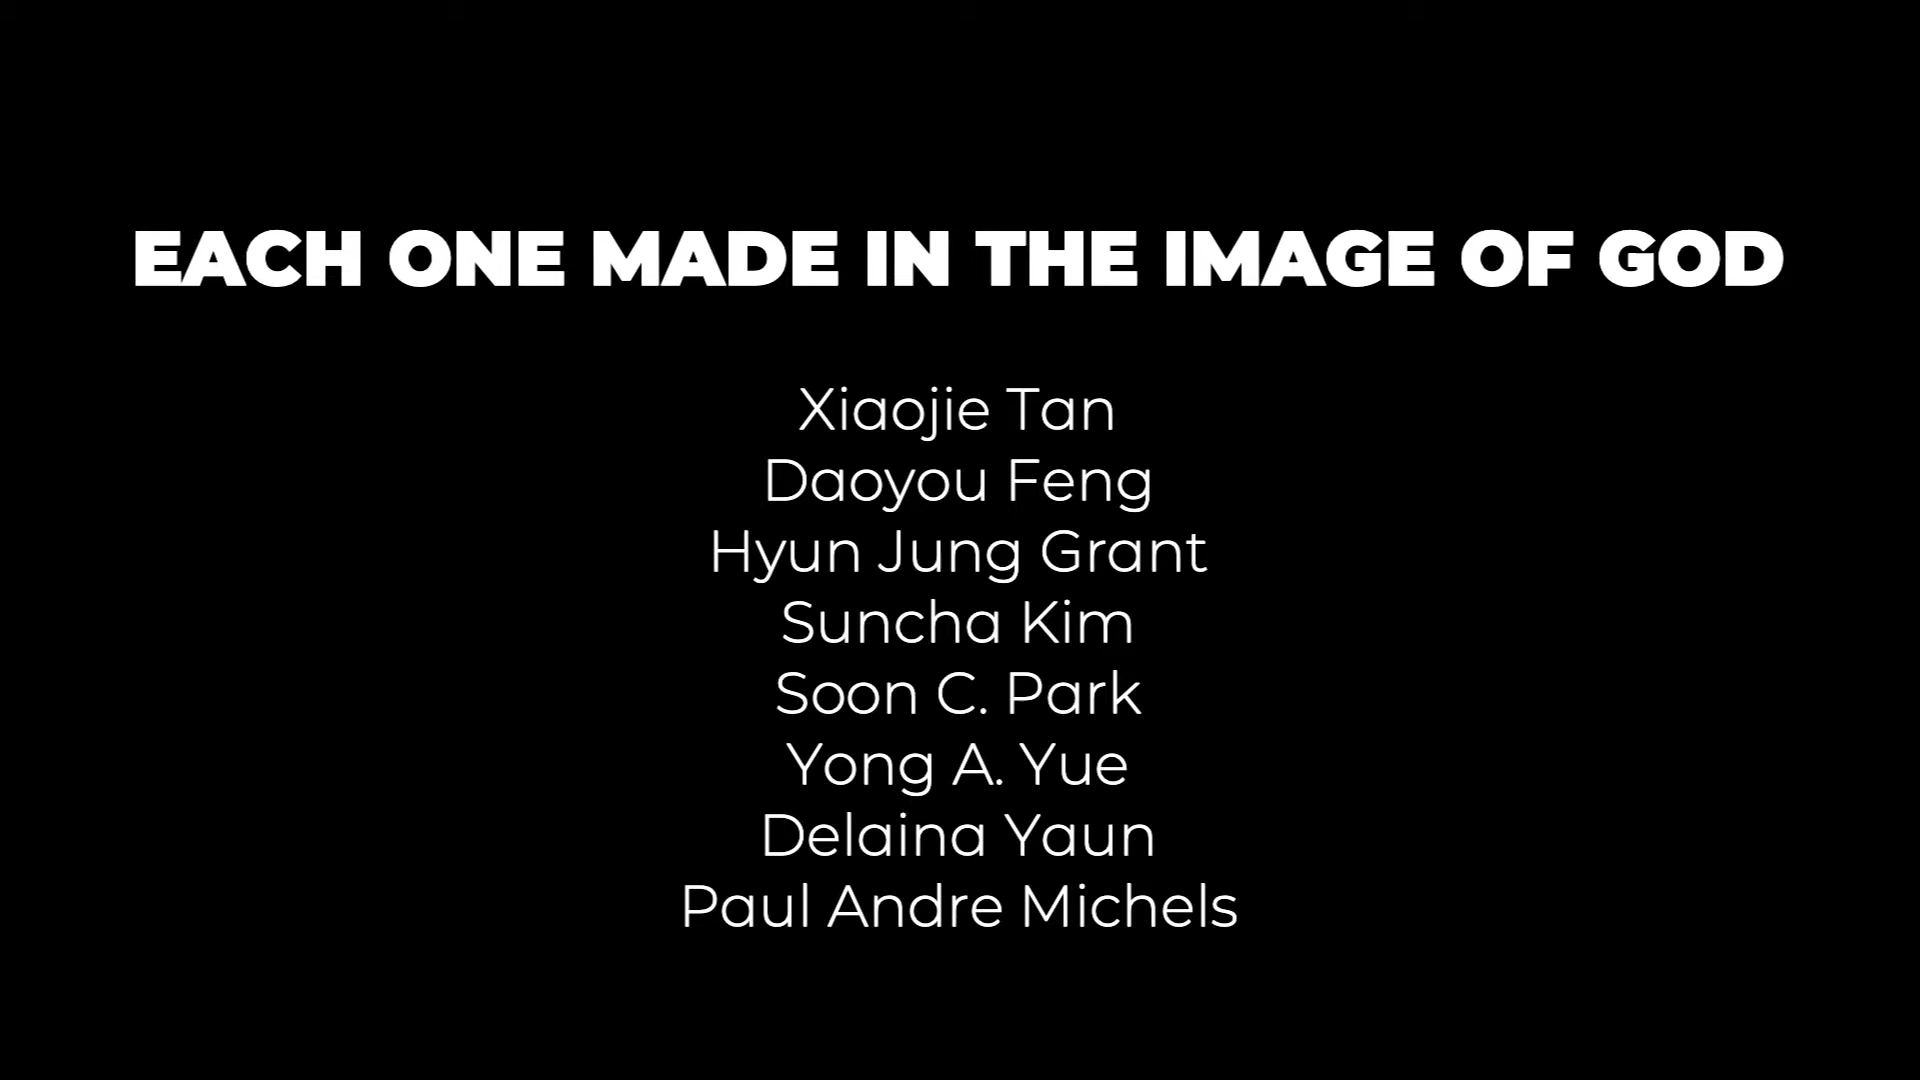 EACH ONE MADE IN THE IMAGE OF GOD
Xiaojie Tan
Daoyou Feng
Hyun Jung Grant
Suncha Kim
Soon C. Park
Yong A. Yue
Delaina Yaun
Paul Andre Michels